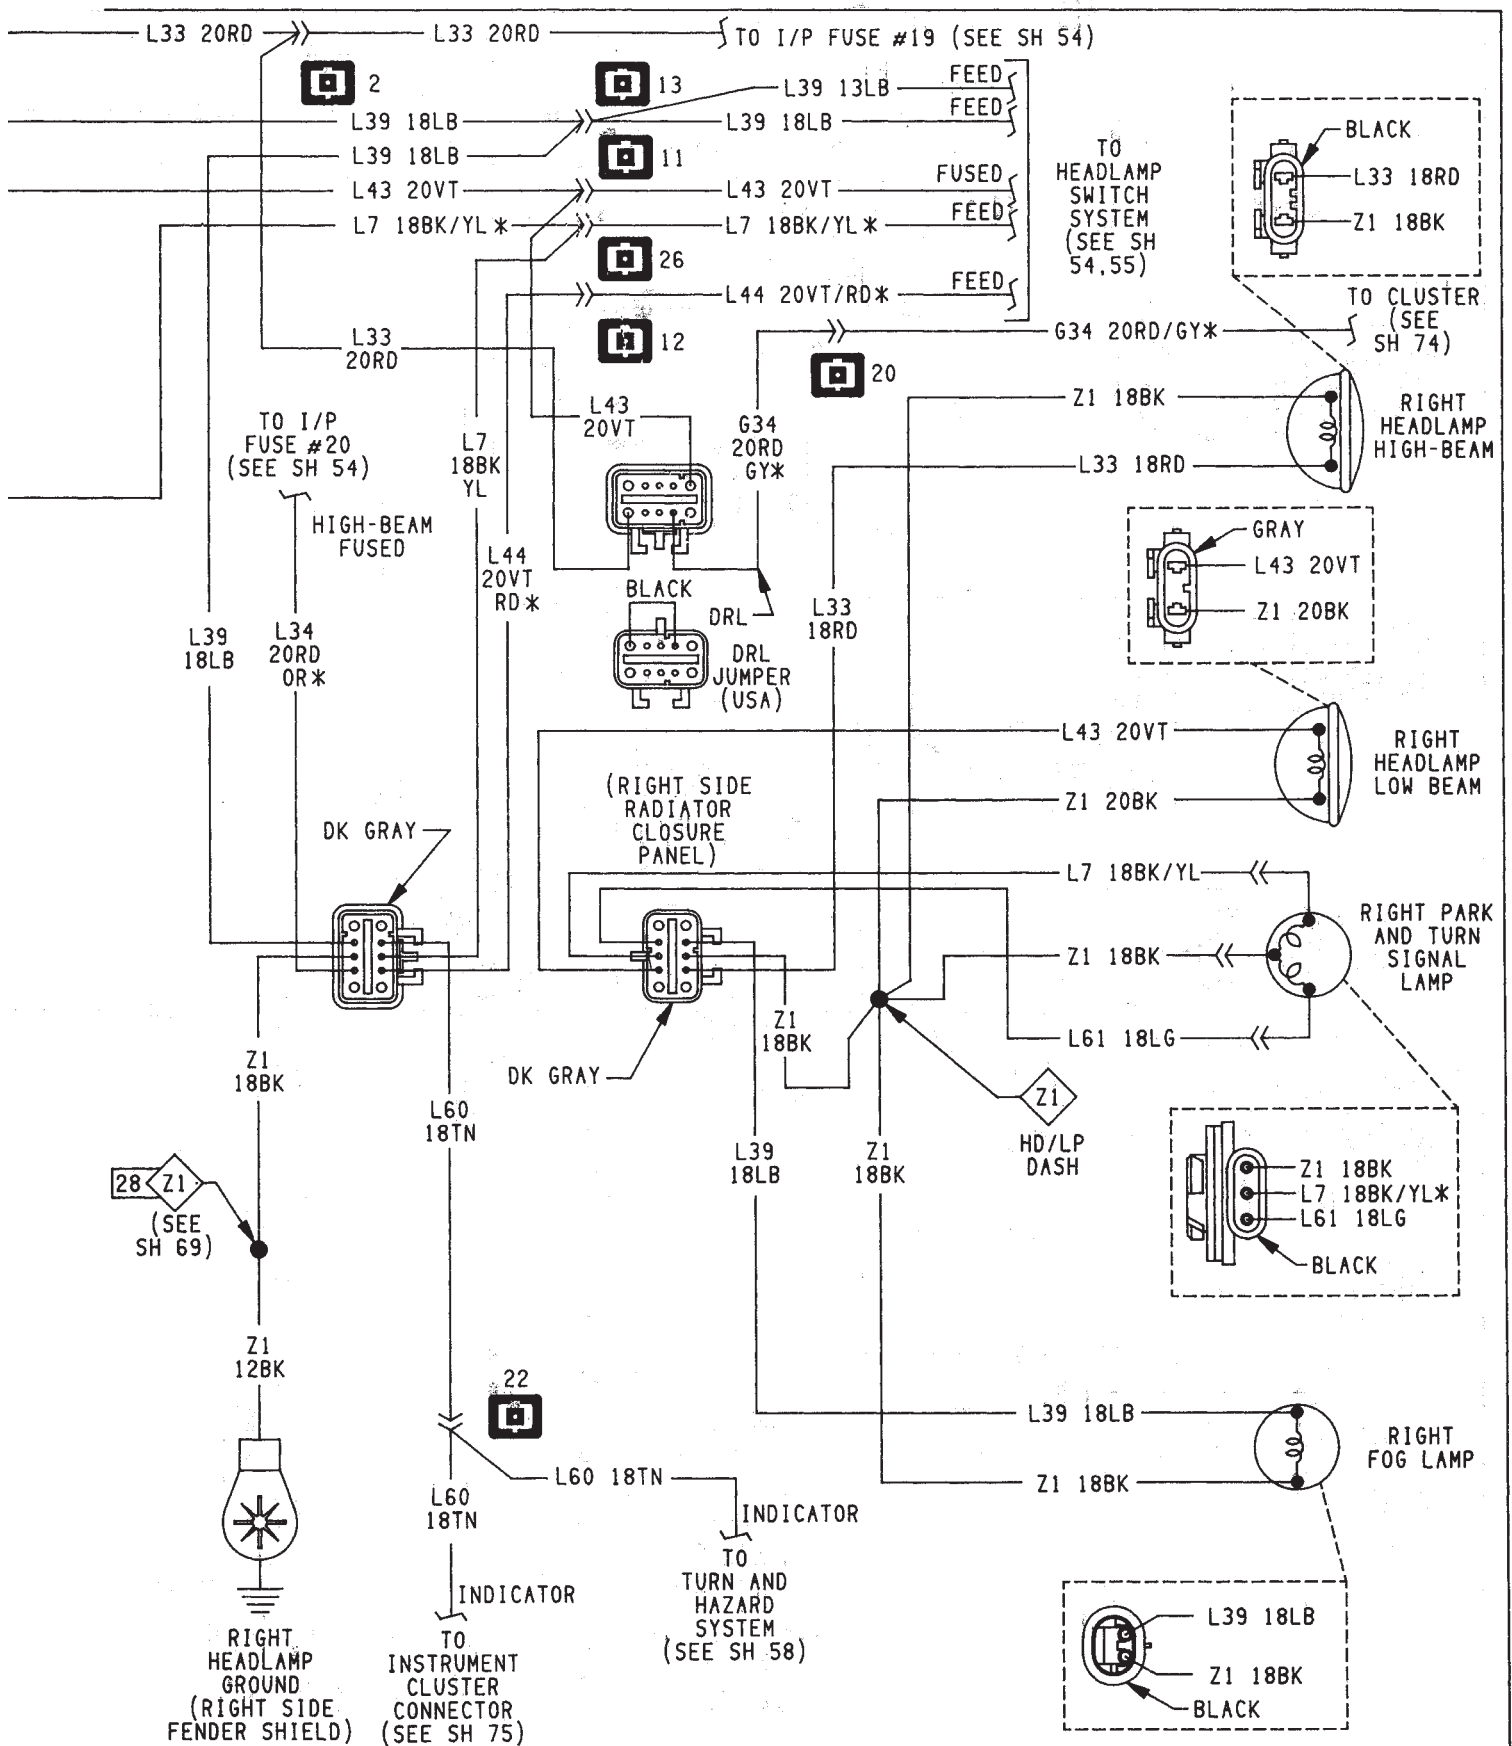 L33 20RD
L33 20RD
TO I/P FUSE #19 (SEE SH 54)
2
13
L39 13LB
FEED
L39 18LB
L39 18LB
FEED
L39 18LB
11
L43 20VT
L43 20VT
FUSED
L7 18BK/YL*
L7 18BK/YL*
FEED
26
L44 20VT/RD*
FEED
12
TO
HEADLAMP
SWITCH
SYSTEM
(SEE SH
54,55)
BLACK
L33 18RD
Z1 18BK
L33
20RD
20
G34 20RD/GY*
TO CLUSTER
(SEE
SH 74)
TO I/P
FUSE #20
(SEE SH 54)
HIGH-BEAM
FUSED
L7
18BK
YL
L43
20VT
G34
20RD
GY*
Z1 18BK
L33 18RD
RIGHT
HEADLAMP
HIGH-BEAM
L44
20VT
RD*
BLACK
DRL
DRL
JUMPER
(USA)
L33
18RD
GRAY
L43 20VT
Z1 20BK
L39
18LB
L34
20RD
OR*
L43 20VT
Z1 20BK
RIGHT
HEADLAMP
LOW BEAM
(RIGHT SIDE
RADIATOR
CLOSURE
PANEL)
DK GRAY
L7 18BK/YL
Z1 18BK
L61 18LG
RIGHT PARK
AND TURN
SIGNAL
LAMP
Z1
18BK
DK GRAY
Z1
18BK
L60
18TN
Z1
HD/LP
DASH
L39
18LB
Z1
18BK
28
Z1
(SEE
SH 69)
Z1 18BK
L7 18BK/YL*
L61 18LG
BLACK
Z1
12BK
22
L60 18TN
L60
18TN
INDICATOR
TO
TURN AND
HAZARD
SYSTEM
(SEE SH 58)
L39 18LB
Z1 18BK
RIGHT
FOG LAMP
INDICATOR
TO
INSTRUMENT
CLUSTER
CONNECTOR
(SEE SH 75)
RIGHT
HEADLAMP
GROUND
(RIGHT SIDE
FENDER SHIELD)
L39 18LB
Z1 18BK
BLACK